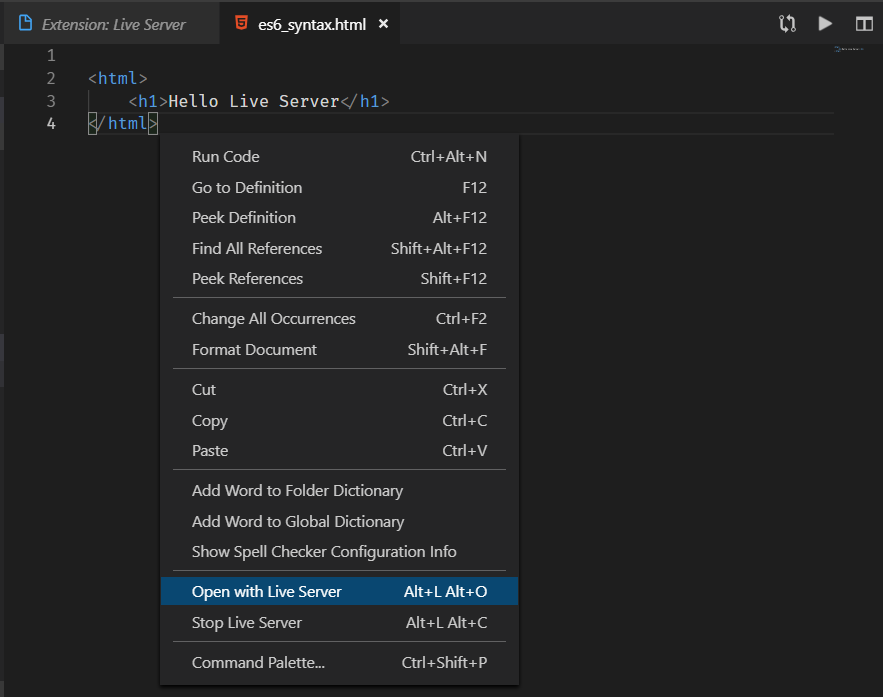 Extension: Live Server es6_syntax.html ×
1
2 <html>
3 <h1>Hello Live Server</h1>
4 </html>
Run Code Ctrl+Alt+N
Go to Definition F12
Peek Definition Alt+F12
Find All References Shift+Alt+F12
Peek References Shift+F12
Change All Occurrences Ctrl+F2
Format Document Shift+Alt+F
Cut Ctrl+X
Copy Ctrl+C
Paste Ctrl+V
Add Word to Folder Dictionary
Add Word to Global Dictionary
Show Spell Checker Configuration Info
Open with Live Server Alt+L Alt+O
Stop Live Server Alt+L Alt+C
Command Palette... Ctrl+Shift+P